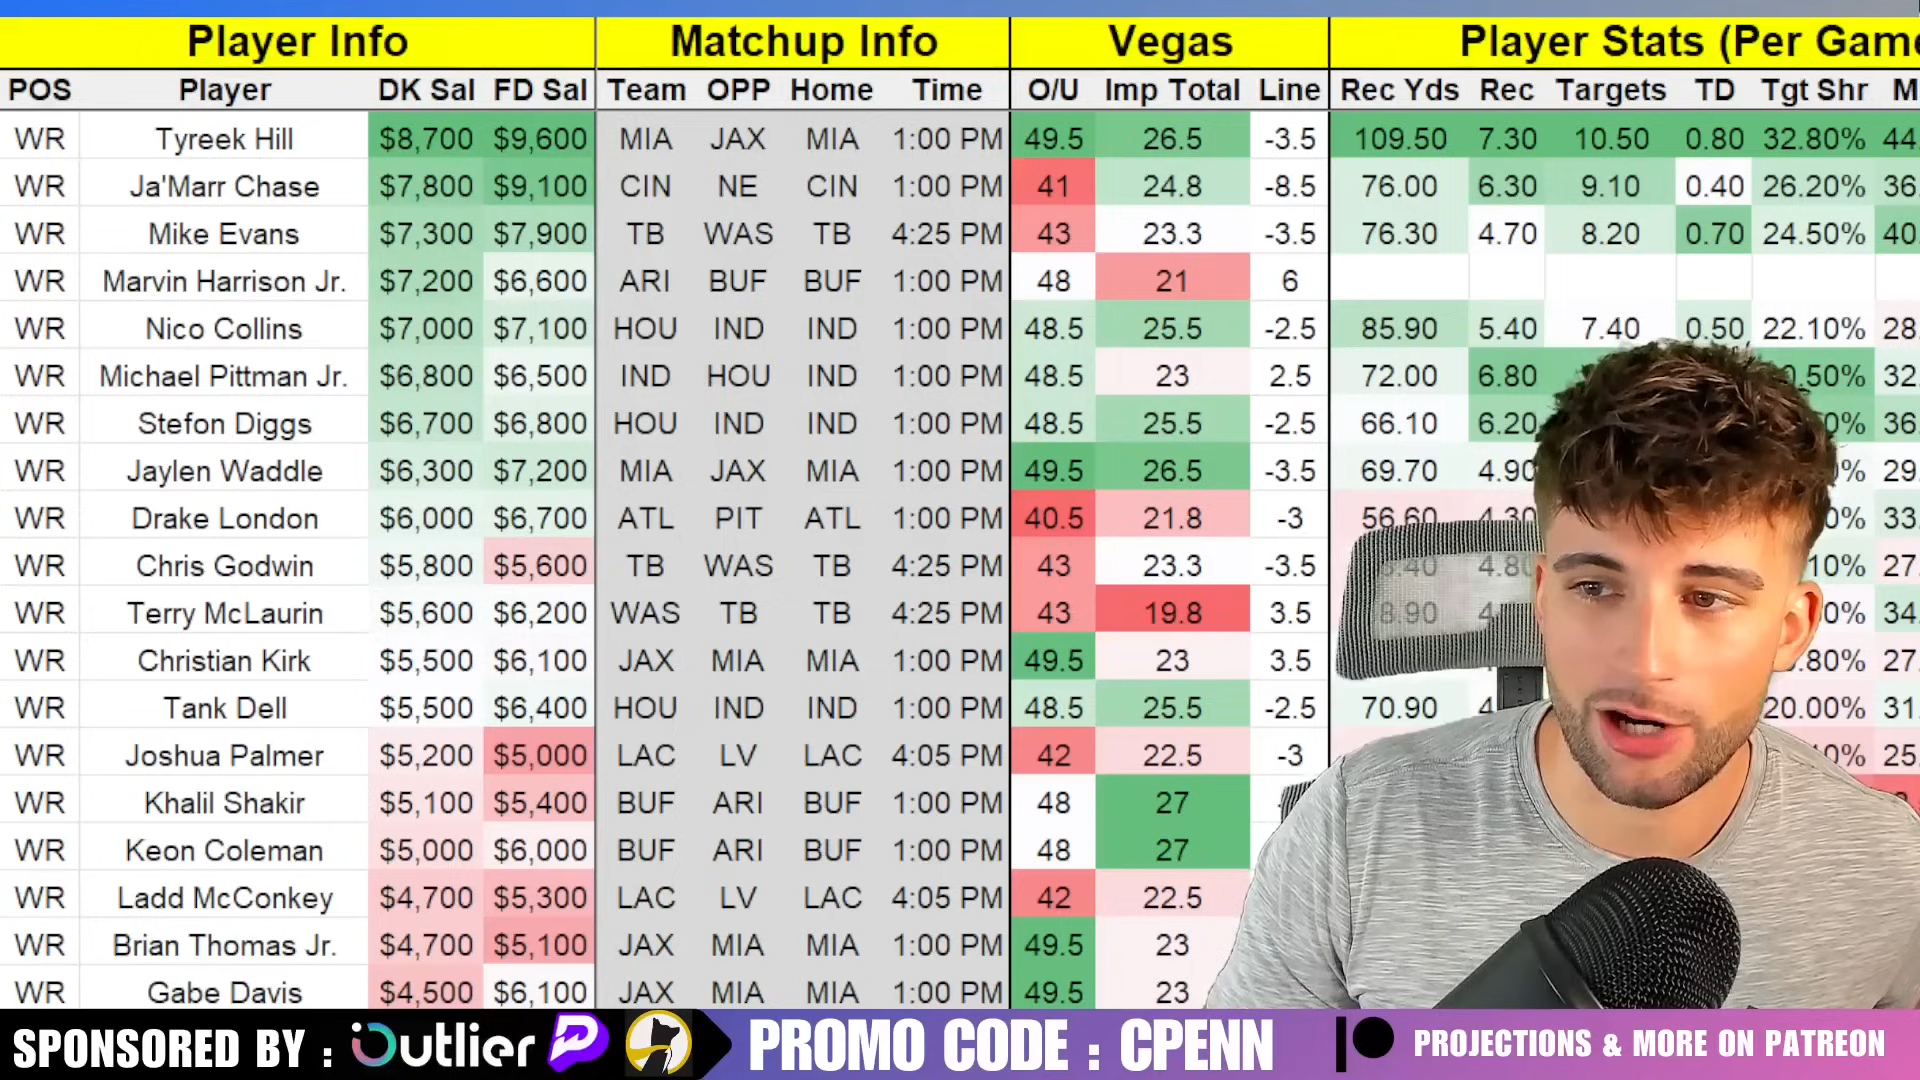 Player Info Matchup Info Vegas Player Stats (Per Game
POS Player DK Sal FD Sal Team OPP Home Time O/U Imp Total Line Rec Yds Rec Targets TD Tgt Shr
WR Tyreek Hill $8,700 $9,600 MIA JAX MIA 1:00 PM 49.5 26.5 -3.5 109.50 7.30 10.50 0.80 32.80% 44.
WR Ja'Marr Chase $7,800 $9,100 CIN NE CIN 1:00 PM 41 24.8 -8.5 76.00 6.30 9.10 0.40 26.20% 36.
WR Mike Evans $7,300 $7,900 TB WAS TB 4:25 PM 43 23.3 -3.5 76.30 4.70 8.20 0.70 24.50% 40.
WR Marvin Harrison Jr. $7,200 $6,600 ARI BUF BUF 1:00 PM 48 21 6
WR Nico Collins $7,000 $7,100 HOU IND IND 1:00 PM 48.5 25.5 -2.5 85.90 5.40 7.40 0.50 22.10% 28.
WR Michael Pittman Jr. $6,800 $6,500 IND HOU IND 1:00 PM 48.5 23 2.5 72.00 6.80 .50% 32.
WR Stefon Diggs $6,700 $6,800 HOU IND IND 1:00 PM 48.5 25.5 -2.5 66.10 6.20 36.
WR Jaylen Waddle $6,300 $7,200 MIA JAX MIA 1:00 PM 49.5 26.5 -3.5 69.70 4.90 29.
WR Drake London $6,000 $6,700 ATL PIT ATL 1:00 PM 40.5 21.8 -3 56.60 4.30 33.
WR Chris Godwin $5,800 $5,600 TB WAS TB 4:25 PM 43 23.3 -3.5 4.80 10% 27.
WR Terry McLaurin $5,600 $6,200 WAS TB TB 4:25 PM 43 19.8 3.5 8.90 34.
WR Christian Kirk $5,500 $6,100 JAX MIA MIA 1:00 PM 49.5 23 3.5 .80% 27.
WR Tank Dell $5,500 $6,400 HOU IND IND 1:00 PM 48.5 25.5 -2.5 70.90 20.00% 31.
WR Joshua Palmer $5,200 $5,000 LAC LV LAC 4:05 PM 42 22.5 -3 25.
WR Khalil Shakir $5,100 $5,400 BUF ARI BUF 1:00 PM 48 27
WR Keon Coleman $5,000 $6,000 BUF ARI BUF 1:00 PM 48 27
WR Ladd McConkey $4,700 $5,300 LAC LV LAC 4:05 PM 42 22.5
WR Brian Thomas Jr. $4,700 $5,100 JAX MIA MIA 1:00 PM 49.5 23
WR Gabe Davis $4,500 $6,100 JAX MIA MIA 1:00 PM 49.5 23
SPONSORED BY : Outlier PROMO CODE : CPENN PROJECTIONS & MORE ON PATREON